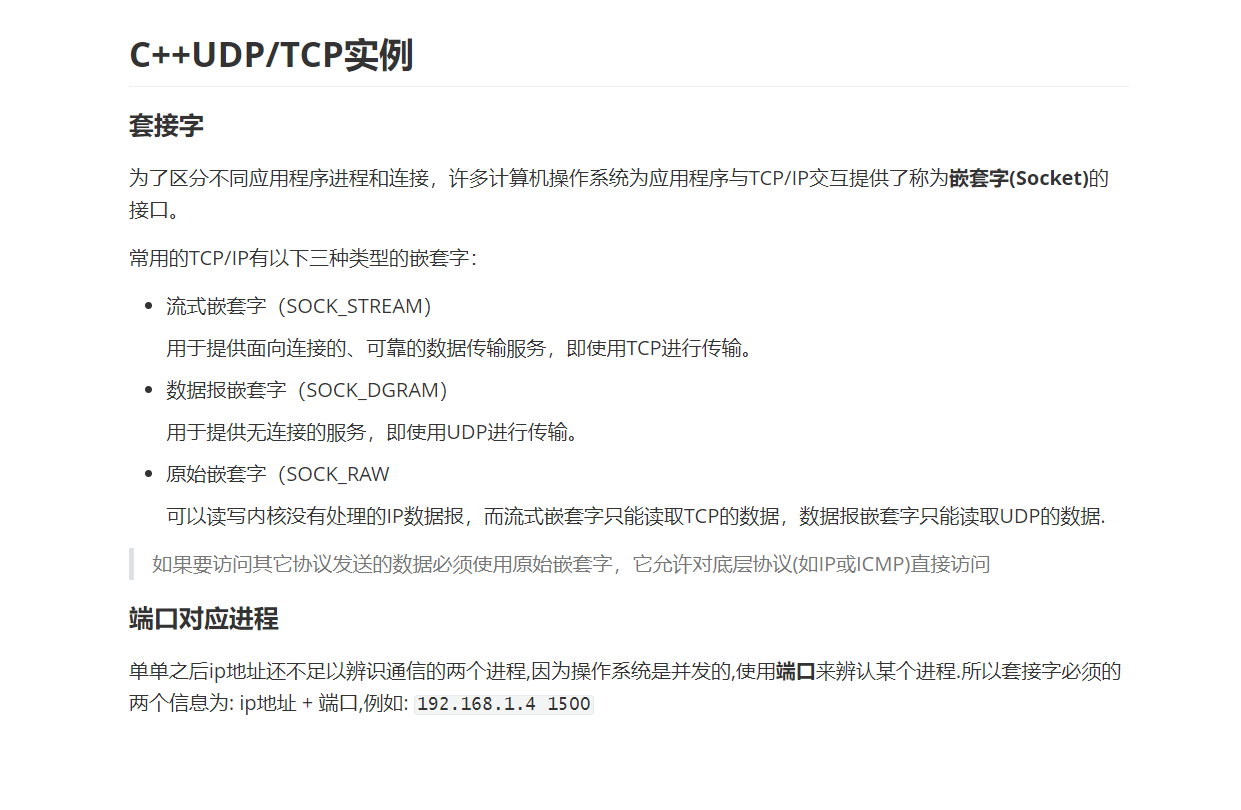 C++UDP/TCP实例
套接字
为了区分不同应用程序进程和连接，许多计算机操作系统为应用程序与TCP/IP交互提供了称为嵌套字(Socket)的
接口。
常用的TCP/IP有以下三种类型的嵌套字：
流式嵌套字（SOCK_STREAM）
用于提供面向连接的、可靠的数据传输服务，即使用TCP进行传输。
数据报嵌套字（SOCK_DGRAM）
用于提供无连接的服务，即使用UDP进行传输。
原始嵌套字（SOCK_RAW
可以读写内核没有处理的IP数据报，而流式嵌套字只能读取TCP的数据，数据报嵌套字只能读取UDP的数据.
如果要访问其它协议发送的数据必须使用原始嵌套字，它允许对底层协议(如IP或ICMP)直接访问
端口对应进程
单单之后ip地址还不足以辨识通信的两个进程,因为操作系统是并发的,使用端口来辨认某个进程.所以套接字必须的
两个信息为: ip地址 + 端口,例如: 192.168.1.4 1500